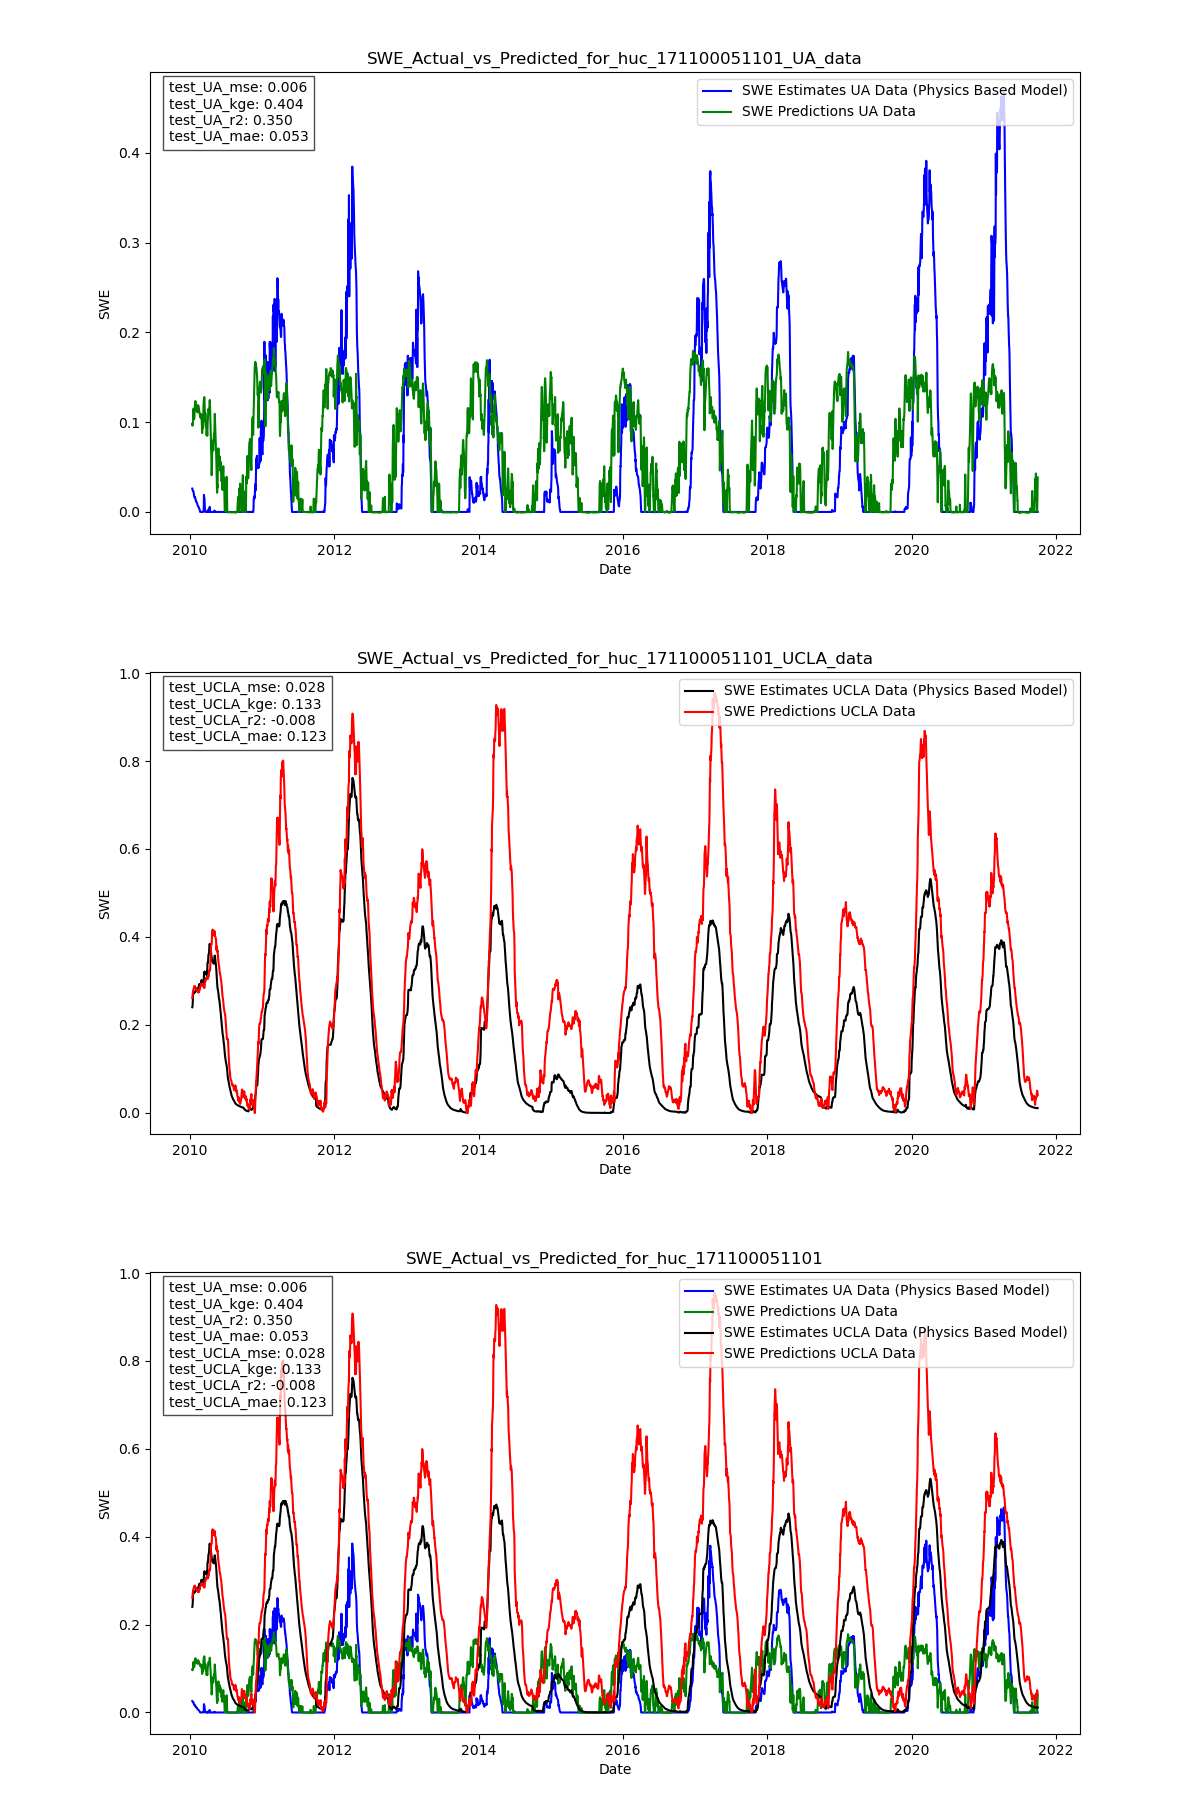 SWE_Actual_vs_Predicted_for_huc_171100051101_UA_data
test_UA_mse: 0.006
test_UA_kge: 0.404
test_UA_r2: 0.350
test_UA_mae: 0.053
SWE Estimates UA Data (Physics Based Model)
SWE Predictions UA Data
0.4
0.3
0.2
0.1
0.0
SWE
2010 2012 2014 2016 2018 2020 2022
Date
SWE_Actual_vs_Predicted_for_huc_171100051101_UCLA_data
test_UCLA_mse: 0.028
test_UCLA_kge: 0.133
test_UCLA_r2: -0.008
test_UCLA_mae: 0.123
SWE Estimates UCLA Data (Physics Based Model)
SWE Predictions UCLA Data
1.0
0.8
0.6
0.4
0.2
0.0
SWE
2010 2012 2014 2016 2018 2020 2022
Date
SWE_Actual_vs_Predicted_for_huc_171100051101
test_UA_mse: 0.006
test_UA_kge: 0.404
test_UA_r2: 0.350
test_UA_mae: 0.053
test_UCLA_mse: 0.028
test_UCLA_kge: 0.133
test_UCLA_r2: -0.008
test_UCLA_mae: 0.123
SWE Estimates UA Data (Physics Based Model)
SWE Predictions UA Data
SWE Estimates UCLA Data (Physics Based Model)
SWE Predictions UCLA Data
1.0
0.8
0.6
0.4
0.2
0.0
SWE
2010 2012 2014 2016 2018 2020 2022
Date